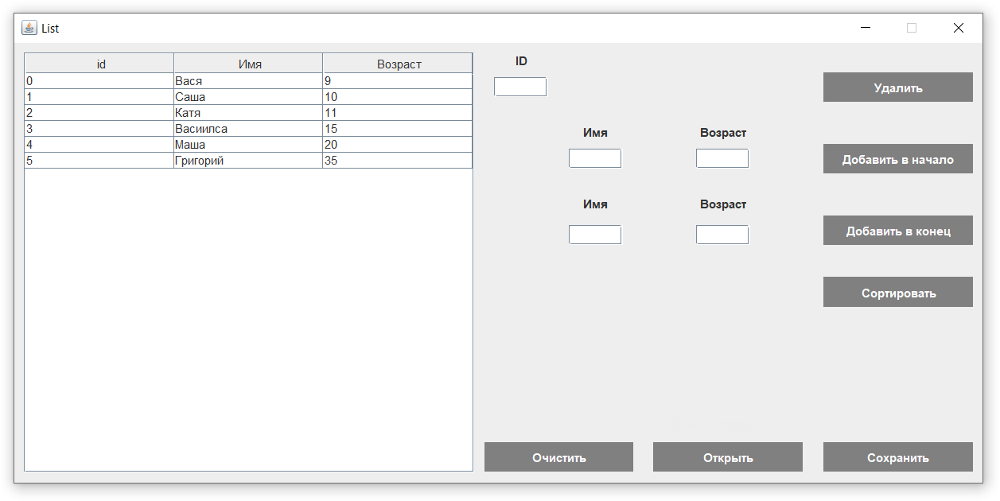 List
id Имя Возраст
0 Вася 9
1 Саша 10
2 Катя 11
3 Васиилса 15
4 Маша 20
5 Григорий 35
ID
Удалить
Имя Возраст
Добавить в начало
Имя Возраст
Добавить в конец
Сортировать
Очистить Открыть Сохранить